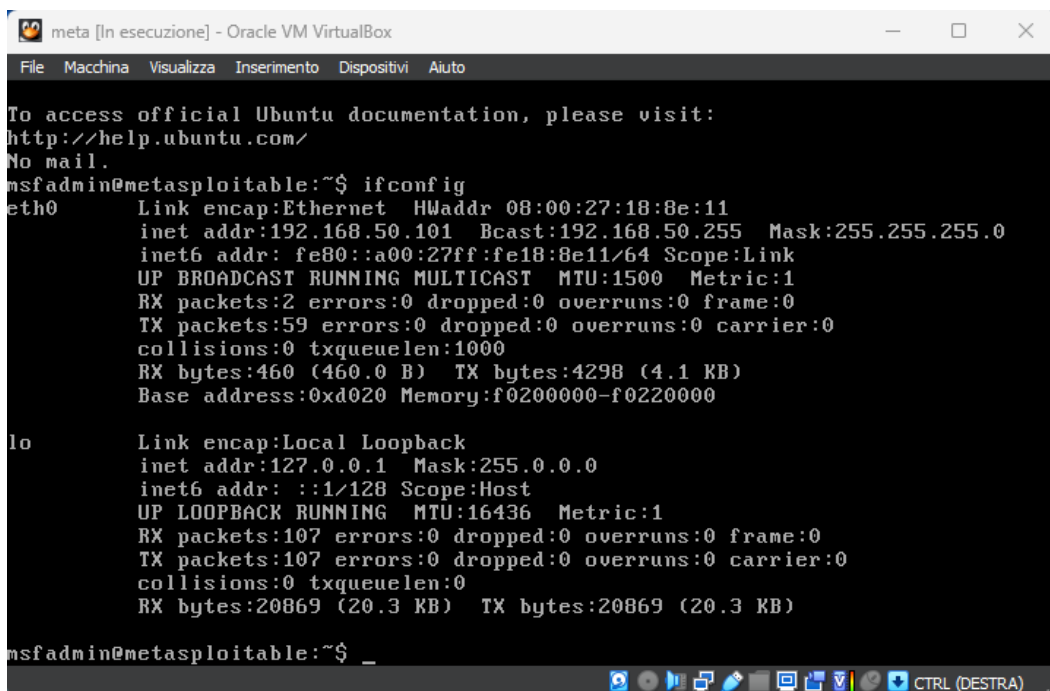 meta [In esecuzione] - Oracle VM VirtualBox
File Macchina Visualizza Inserimento Dispositivi Aiuto
To access official Ubuntu documentation, please visit:
http://help.ubuntu.com/
No mail.
msfadmin@metasploitable:~$ ifconfig
eth0      Link encap:Ethernet  HWaddr 08:00:27:18:8e:11
          inet addr:192.168.50.101  Bcast:192.168.50.255  Mask:255.255.255.0
          inet6 addr: fe80::a00:27ff:fe18:8e11/64 Scope:Link
          UP BROADCAST RUNNING MULTICAST  MTU:1500  Metric:1
          RX packets:2 errors:0 dropped:0 overruns:0 frame:0
          TX packets:59 errors:0 dropped:0 overruns:0 carrier:0
          collisions:0 txqueuelen:1000
          RX bytes:460 (460.0 B)  TX bytes:4298 (4.1 KB)
          Base address:0xd020 Memory:f0200000-f0220000
lo        Link encap:Local Loopback
          inet addr:127.0.0.1  Mask:255.0.0.0
          inet6 addr: ::1/128 Scope:Host
          UP LOOPBACK RUNNING  MTU:16436  Metric:1
          RX packets:107 errors:0 dropped:0 overruns:0 frame:0
          TX packets:107 errors:0 dropped:0 overruns:0 carrier:0
          collisions:0 txqueuelen:0
          RX bytes:20869 (20.3 KB)  TX bytes:20869 (20.3 KB)
msfadmin@metasploitable:~$ _
CTRL (DESTRA)